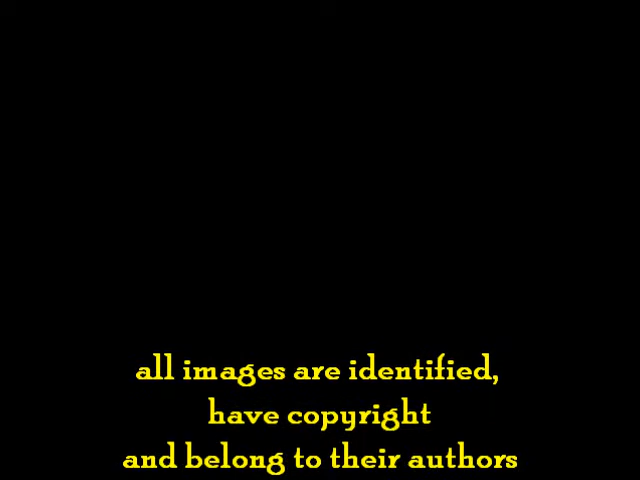 all images are identified,
have copyright
and belong to their authors